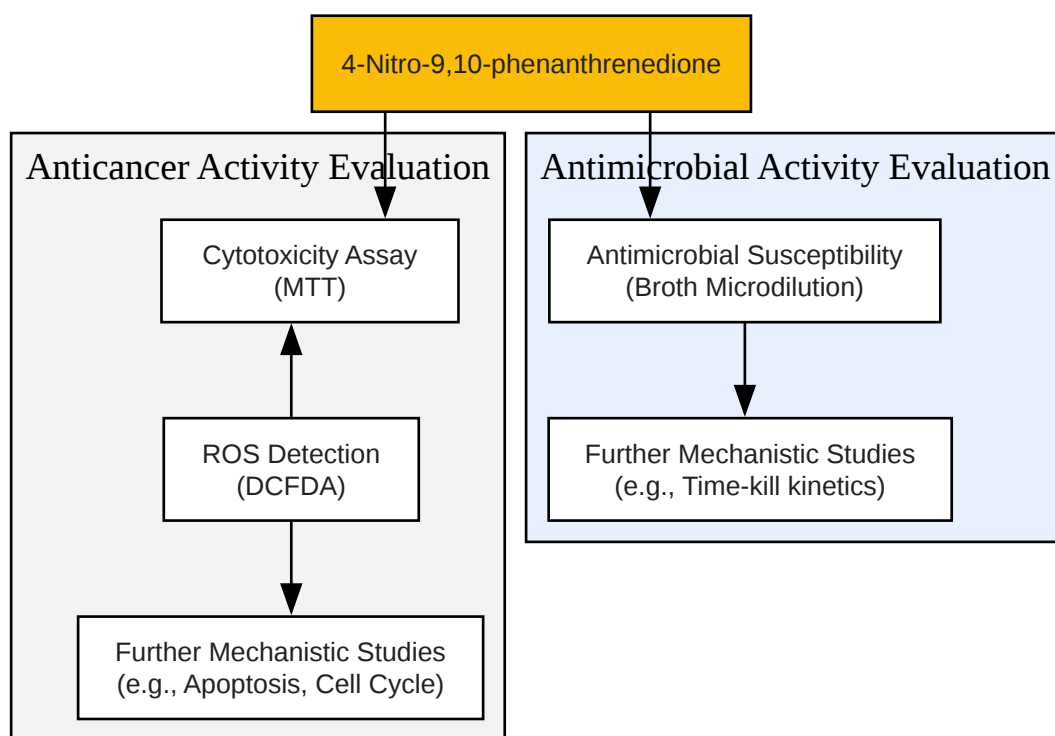 4-Nitro-9,10-phenanthrenedione
Anticancer Activity Evaluation
Cytotoxicity Assay
(MTT)
ROS Detection
(DCFDA)
Further Mechanistic Studies
(e.g., Apoptosis, Cell Cycle)
Antimicrobial Activity Evaluation
Antimicrobial Susceptibility
(Broth Microdilution)
Further Mechanistic Studies
(e.g., Time-kill kinetics)